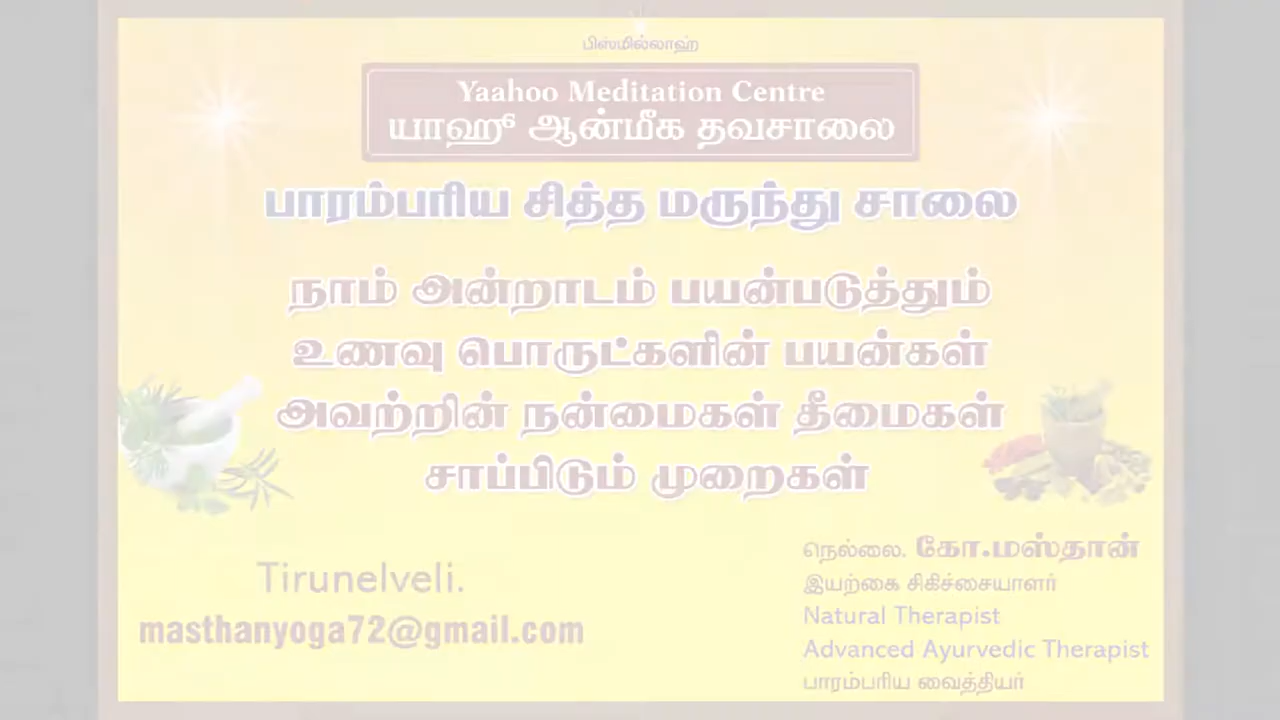 பிஸ்மில்லாஹ்
Yaahoo Meditation Centre
யாஹூ ஆன்மீக தவசாலை
பாரம்பரிய சித்த மருந்து சாலை
நாம் அன்றாடம் பயன்படுத்தும்
உணவு பொருட்களின் பயன்கள்
அவற்றின் நன்மைகள் தீமைகள்
சாப்பிடும் முறைகள்
Tirunelveli.
masthanyoga72@gmail.com
நெல்லை. கோ.மஸ்தான்
இயற்கை சிகிச்சையாளர்
Natural Therapist
Advanced Ayurvedic Therapist
பாரம்பரிய வைத்தியர்